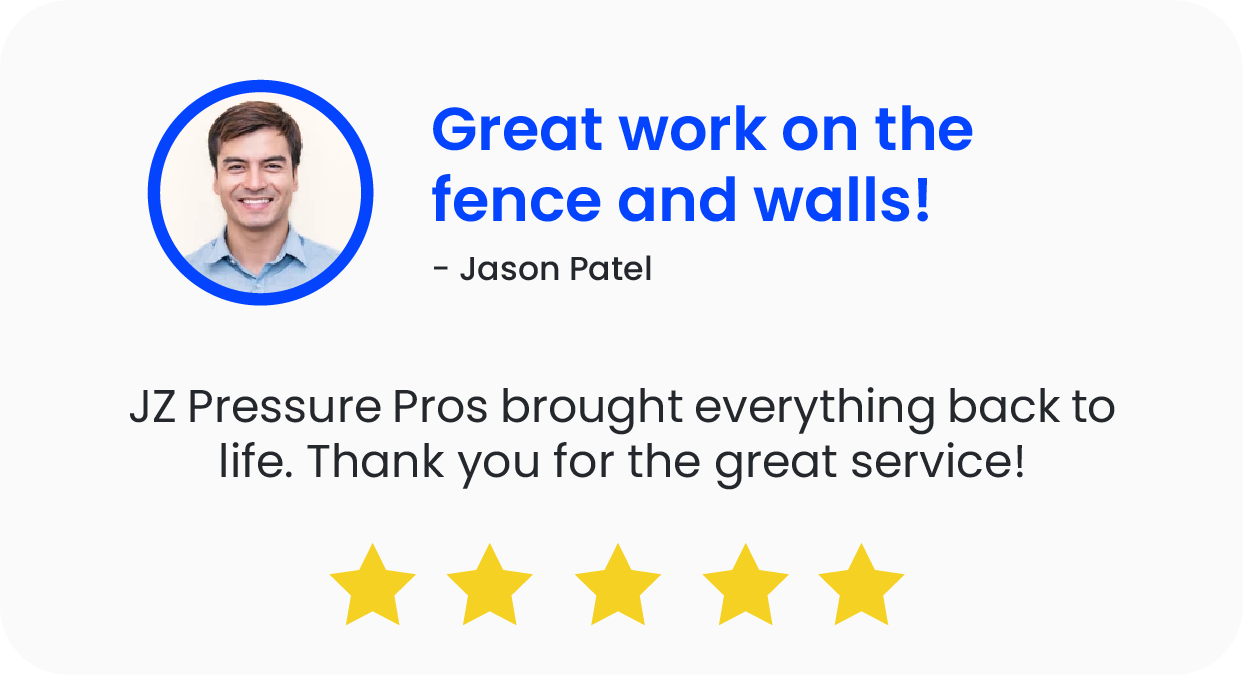 Great work on the
fence and walls!
- Jason Patel
JZ Pressure Pros brought everything back to
life. Thank you for the great service!